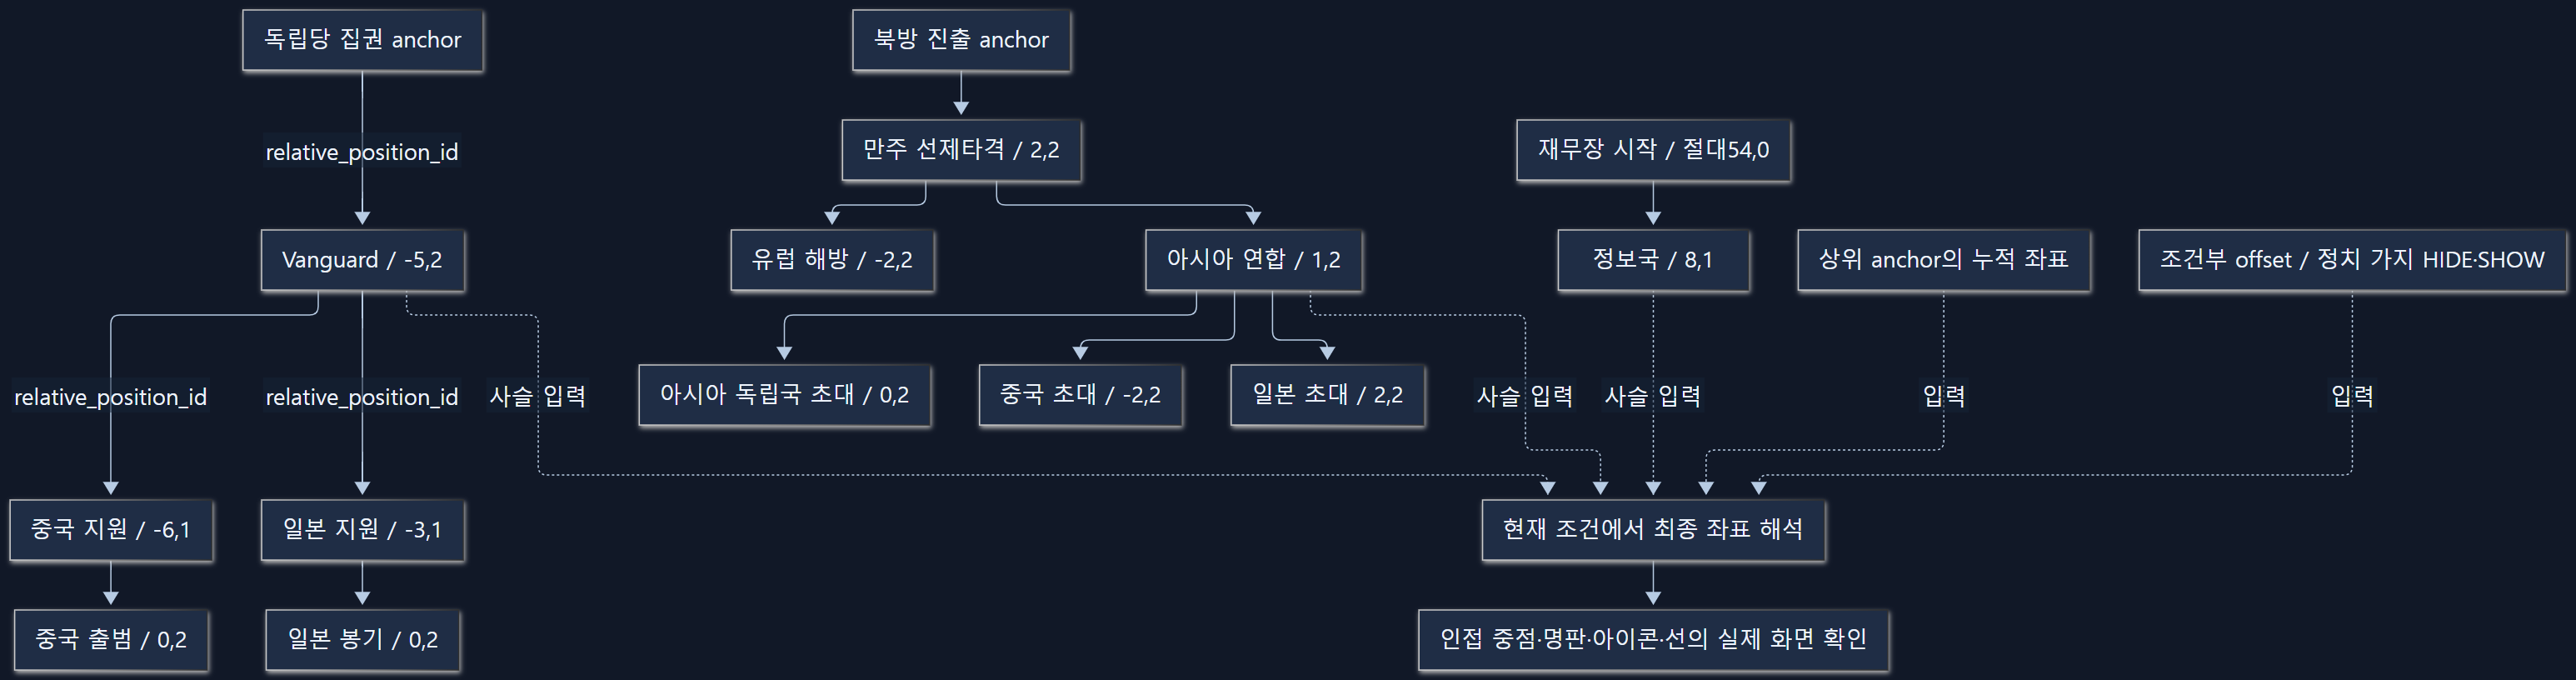 독립당 집권 anchor
북방 진출 anchor
relative_position_id
만주 선제타격 / 2,2
재무장 시작 / 절대54,0
Vanguard / -5,2
유럽 해방 / -2,2
아시아 연합 / 1,2
정보국 / 8,1
상위 anchor의 누적 좌표
조건부 offset / 정치 가지 HIDE·SHOW
relative_position_id
relative_position_id
사슬 입력
아시아 독립국 초대 / 0,2
중국 초대 / -2,2
일본 초대 / 2,2
사슬 입력
사슬 입력
입력
입력
중국 지원 / -6,1
일본 지원 / -3,1
현재 조건에서 최종 좌표 해석
중국 출범 / 0,2
일본 봉기 / 0,2
인접 중점·명판·아이콘·선의 실제 화면 확인